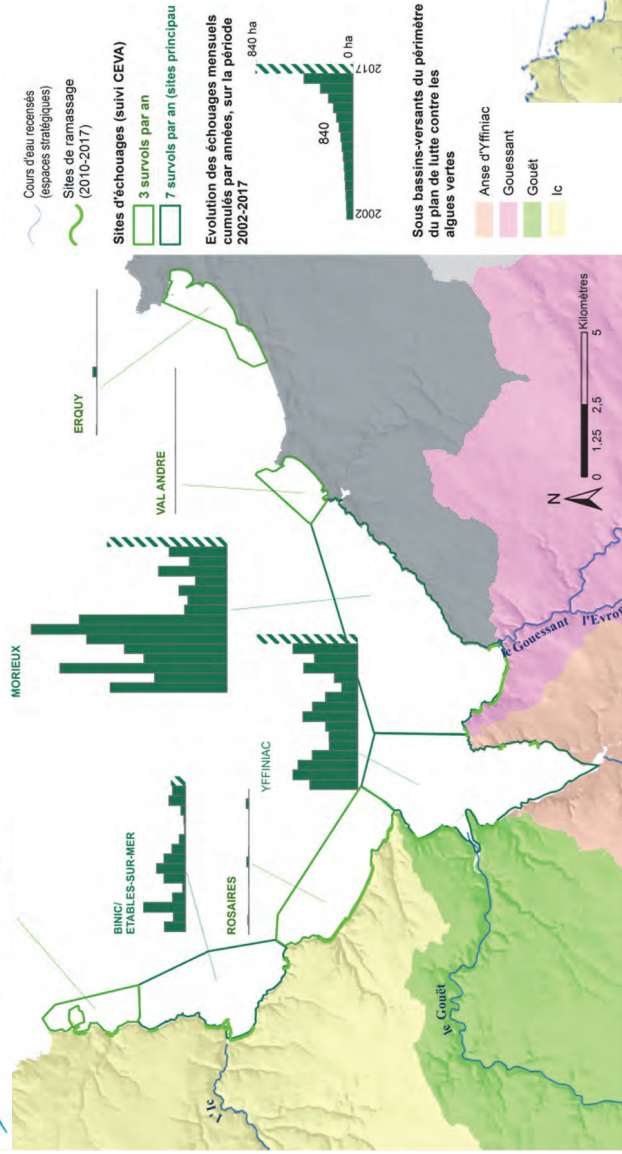 MORIEUX
ERQUY
VAL ANDRE
BINIC/
ETABLES-SUR-MER
YFFINIAC
ROSAIRES
l'Ic
le Gouët
le Gouessant
l'Evron
N
0 1,25 2,5 5
Kilomètres
Cours d'eau recensés
(espaces stratégiques)
Sites de ramassage
(2010-2017)
Sites d'échouages (suivi CEVA)
3 survols par an
7 survols par an (sites principau
Evolution des échouages mensuels
cumulés par années, sur la période
2002-2017
840 ha
840
0 ha
2002
2017
Sous bassins-versants du périmètre
du plan de lutte contre les
algues vertes
Anse d'Yffiniac
Gouessant
Gouët
Ic